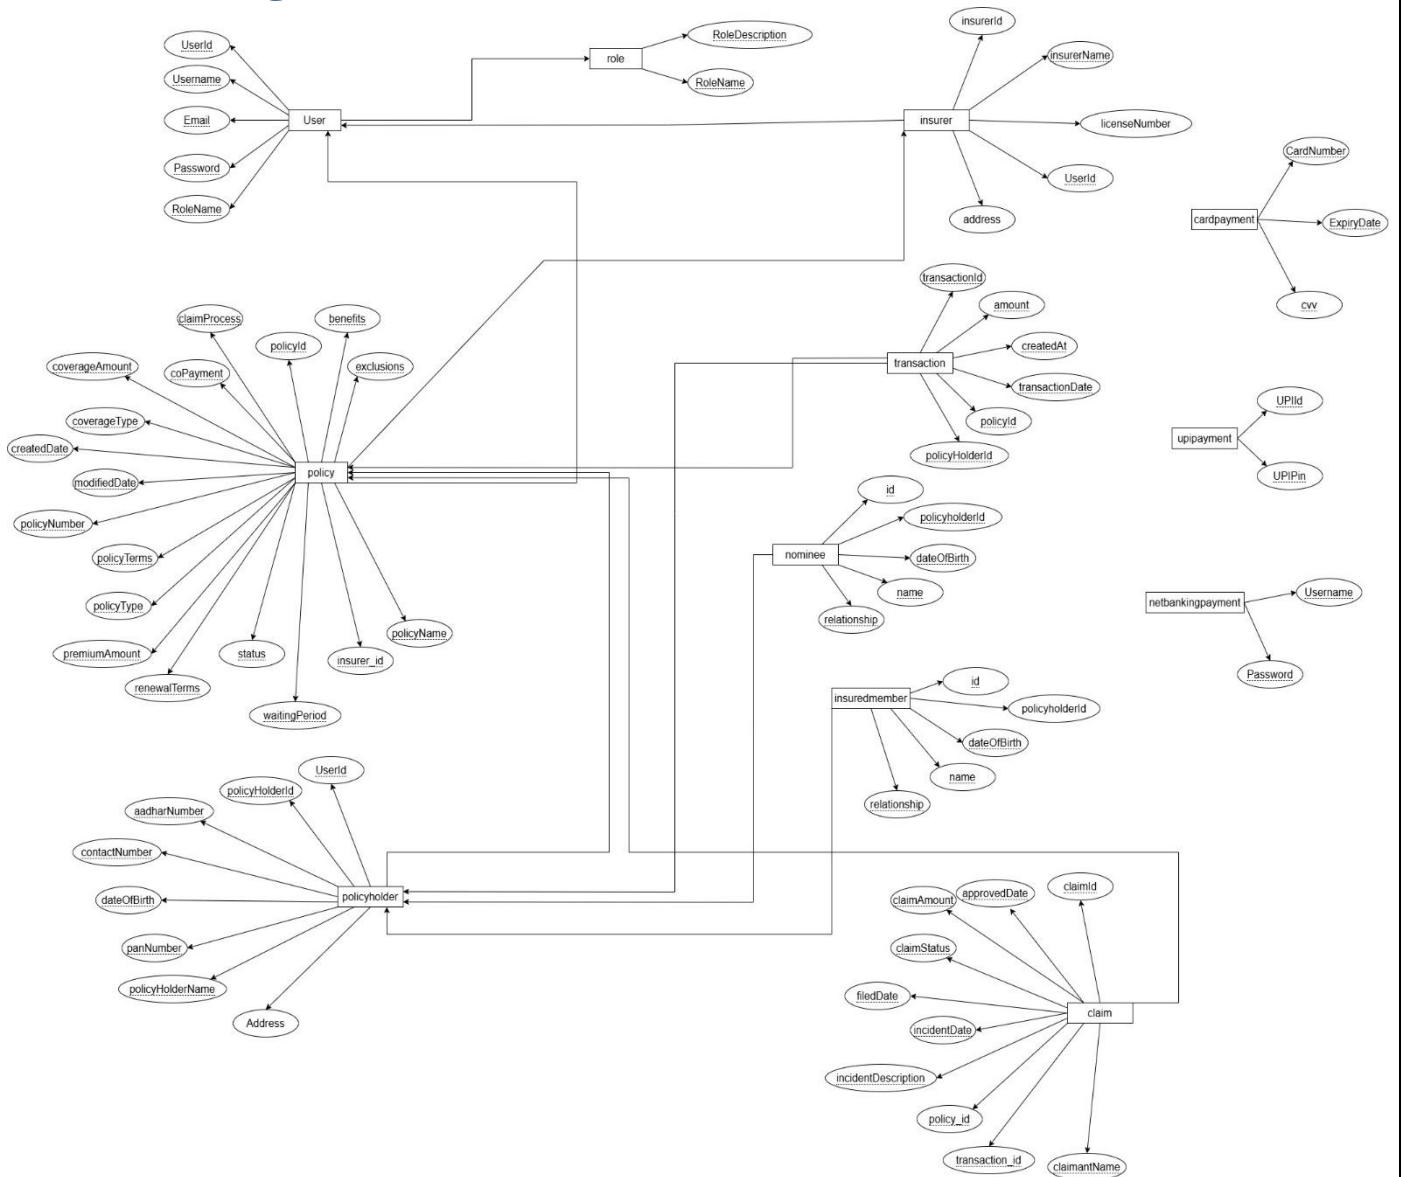 UserId
Username
Email
Password
RoleName
User
role
RoleDescription
RoleName
insurerId
insurerName
licenseNumber
UserId
address
insurer
CardNumber
cardpayment
ExpiryDate
cvv
transactionId
amount
createdAt
transactionDate
policyId
policyHolderId
transaction
claimProcess
benefits
policyId
exclusions
coverageAmount
coPayment
coverageType
createdDate
modifiedDate
policyNumber
policyTerms
policyType
premiumAmount
renewalTerms
status
waitingPeriod
insurer_id
policyName
policy
UPIId
upipayment
UPIPin
id
policyholderId
nominee
dateOfBirth
name
relationship
netbankingpayment
Username
Password
id
insuredmember
policyholderId
dateOfBirth
name
relationship
UserId
policyHolderId
aadharNumber
contactNumber
dateOfBirth
panNumber
policyHolderName
Address
policyholder
claimId
approvedDate
claimAmount
claimStatus
filedDate
incidentDate
incidentDescription
policy_id
transaction_id
claimantName
claim